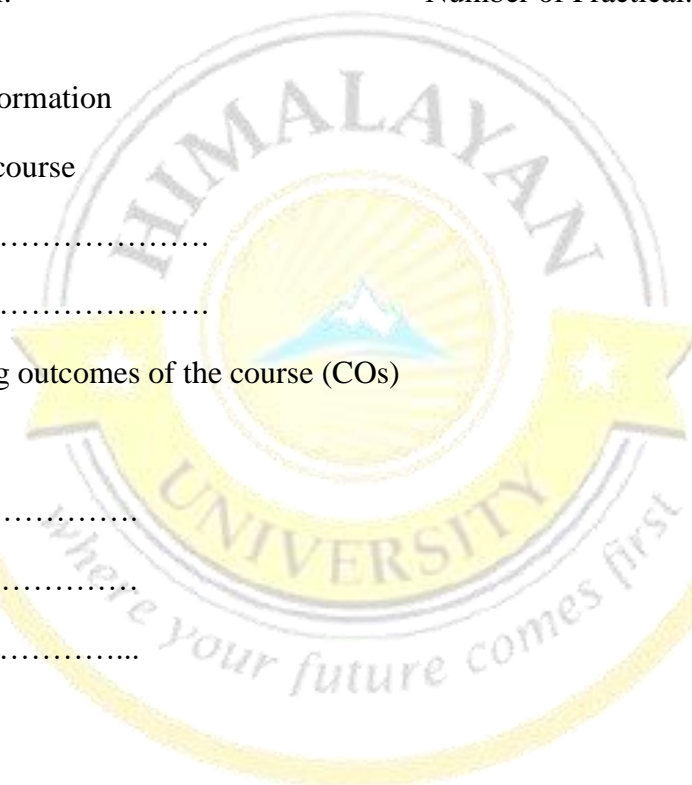 Number of Practical:
ormation
course
………………….
………………….
g outcomes of the course (COs)
………….
…………
…………...
HIMALAYAN
UNIVERSITY
where your future comes first